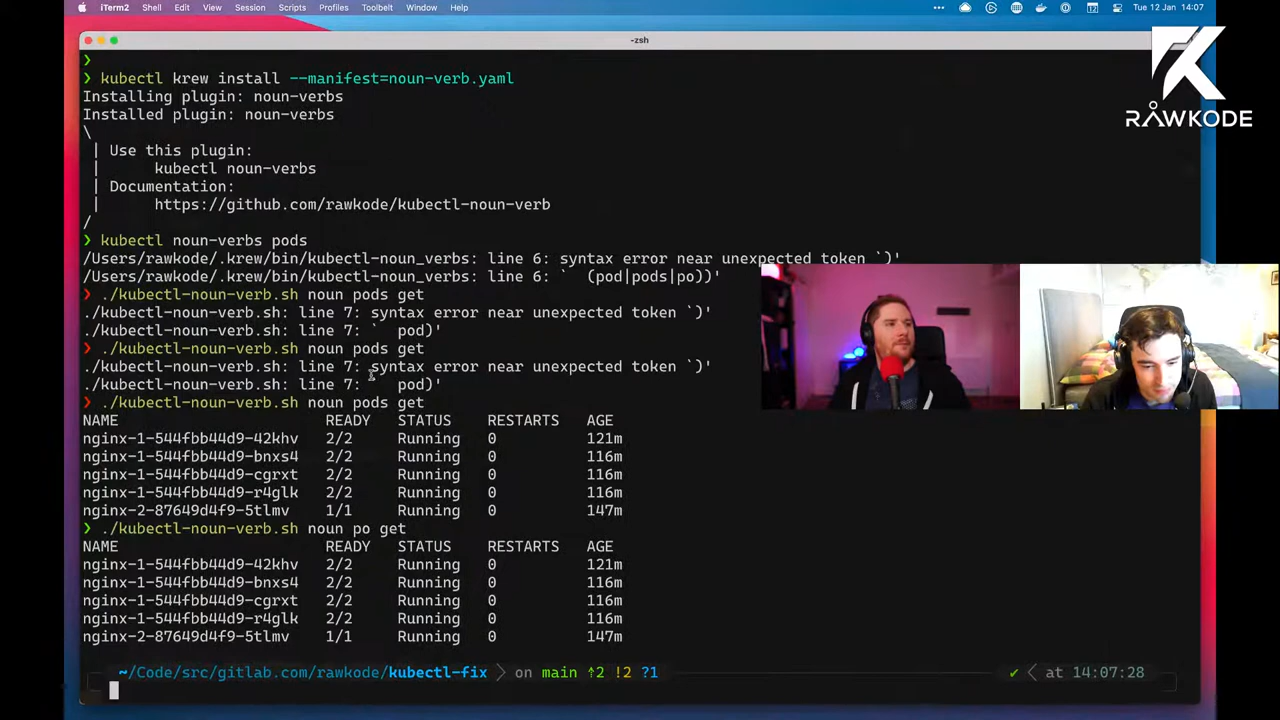 iTerm2 Shell Edit View Session Scripts Profiles Toolbelt Window Help
12
Tue 12 Jan 14:07
-zsh
RÅWKODE
❯
❯ kubectl krew install --manifest=noun-verb.yaml
Installing plugin: noun-verbs
Installed plugin: noun-verbs
\
| Use this plugin:
| kubectl noun-verbs
| Documentation:
| https://github.com/rawkode/kubectl-noun-verb
/
❯ kubectl noun-verbs pods
/Users/rawkode/.krew/bin/kubectl-noun_verbs: line 6: syntax error near unexpected token `)'
/Users/rawkode/.krew/bin/kubectl-noun_verbs: line 6: `  (pod|pods|po))'
❯ ./kubectl-noun-verb.sh noun pods get
./kubectl-noun-verb.sh: line 7: syntax error near unexpected token `)'
./kubectl-noun-verb.sh: line 7: `    pod)'
❯ ./kubectl-noun-verb.sh noun pods get
./kubectl-noun-verb.sh: line 7: syntax error near unexpected token `)'
./kubectl-noun-verb.sh: line 7: `    pod)'
❯ ./kubectl-noun-verb.sh noun pods get
NAME READY STATUS RESTARTS AGE
nginx-1-544fbb44d9-42khv 2/2 Running 0 121m
nginx-1-544fbb44d9-bnxs4 2/2 Running 0 116m
nginx-1-544fbb44d9-cgrxt 2/2 Running 0 116m
nginx-1-544fbb44d9-r4glk 2/2 Running 0 116m
nginx-2-87649d4f9-5tlmv 1/1 Running 0 147m
❯ ./kubectl-noun-verb.sh noun po get
NAME READY STATUS RESTARTS AGE
nginx-1-544fbb44d9-42khv 2/2 Running 0 121m
nginx-1-544fbb44d9-bnxs4 2/2 Running 0 116m
nginx-1-544fbb44d9-cgrxt 2/2 Running 0 116m
nginx-1-544fbb44d9-r4glk 2/2 Running 0 116m
nginx-2-87649d4f9-5tlmv 1/1 Running 0 147m
~/Code/src/gitlab.com/rawkode/kubectl-fix on main ⇡2 !2 ?1 ✔ at 14:07:28